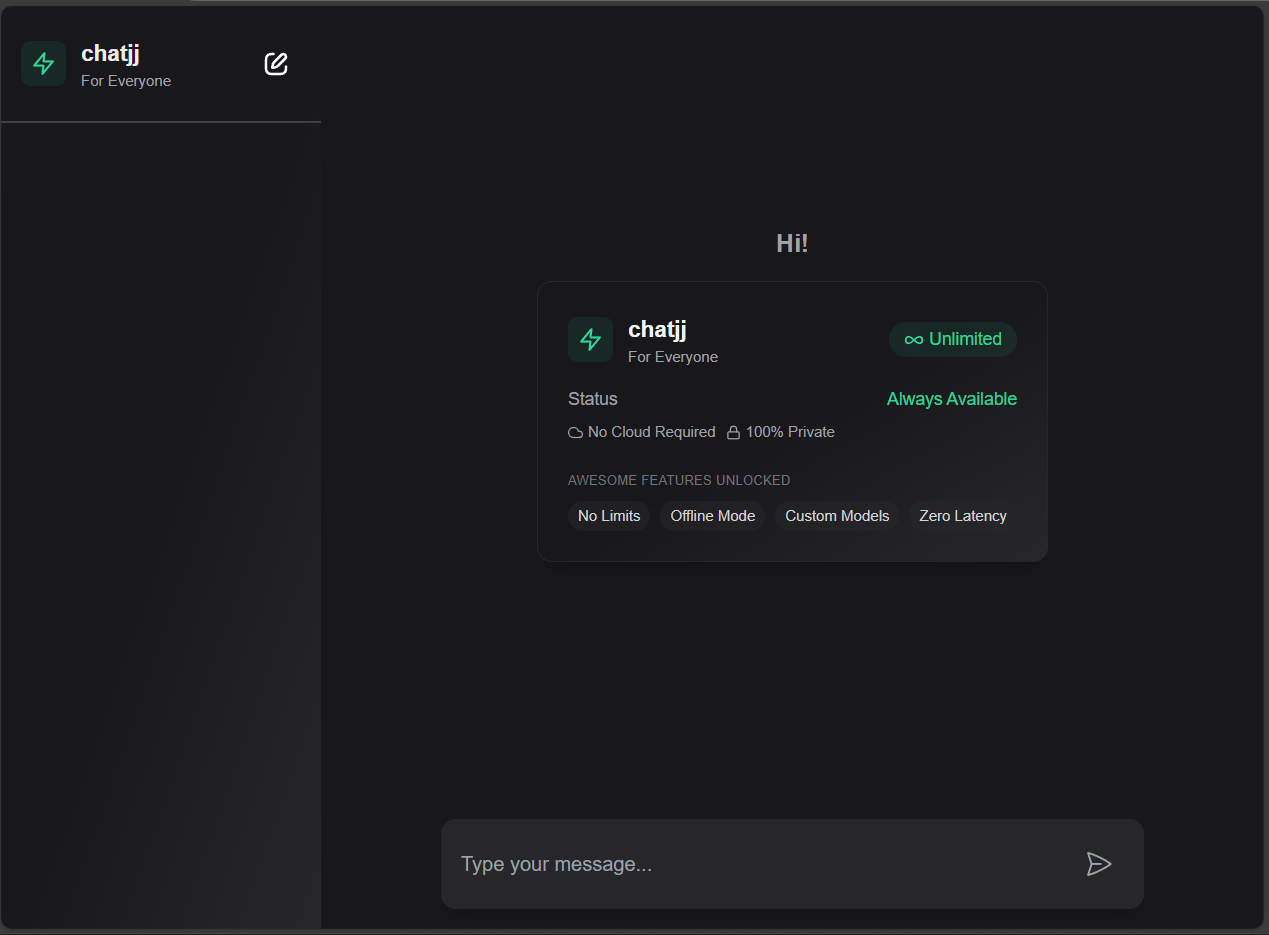 chatjj
For Everyone
Hi!
chatjj
For Everyone
Unlimited
Status
Always Available
No Cloud Required
100% Private
AWESOME FEATURES UNLOCKED
No Limits
Offline Mode
Custom Models
Zero Latency
Type your message...